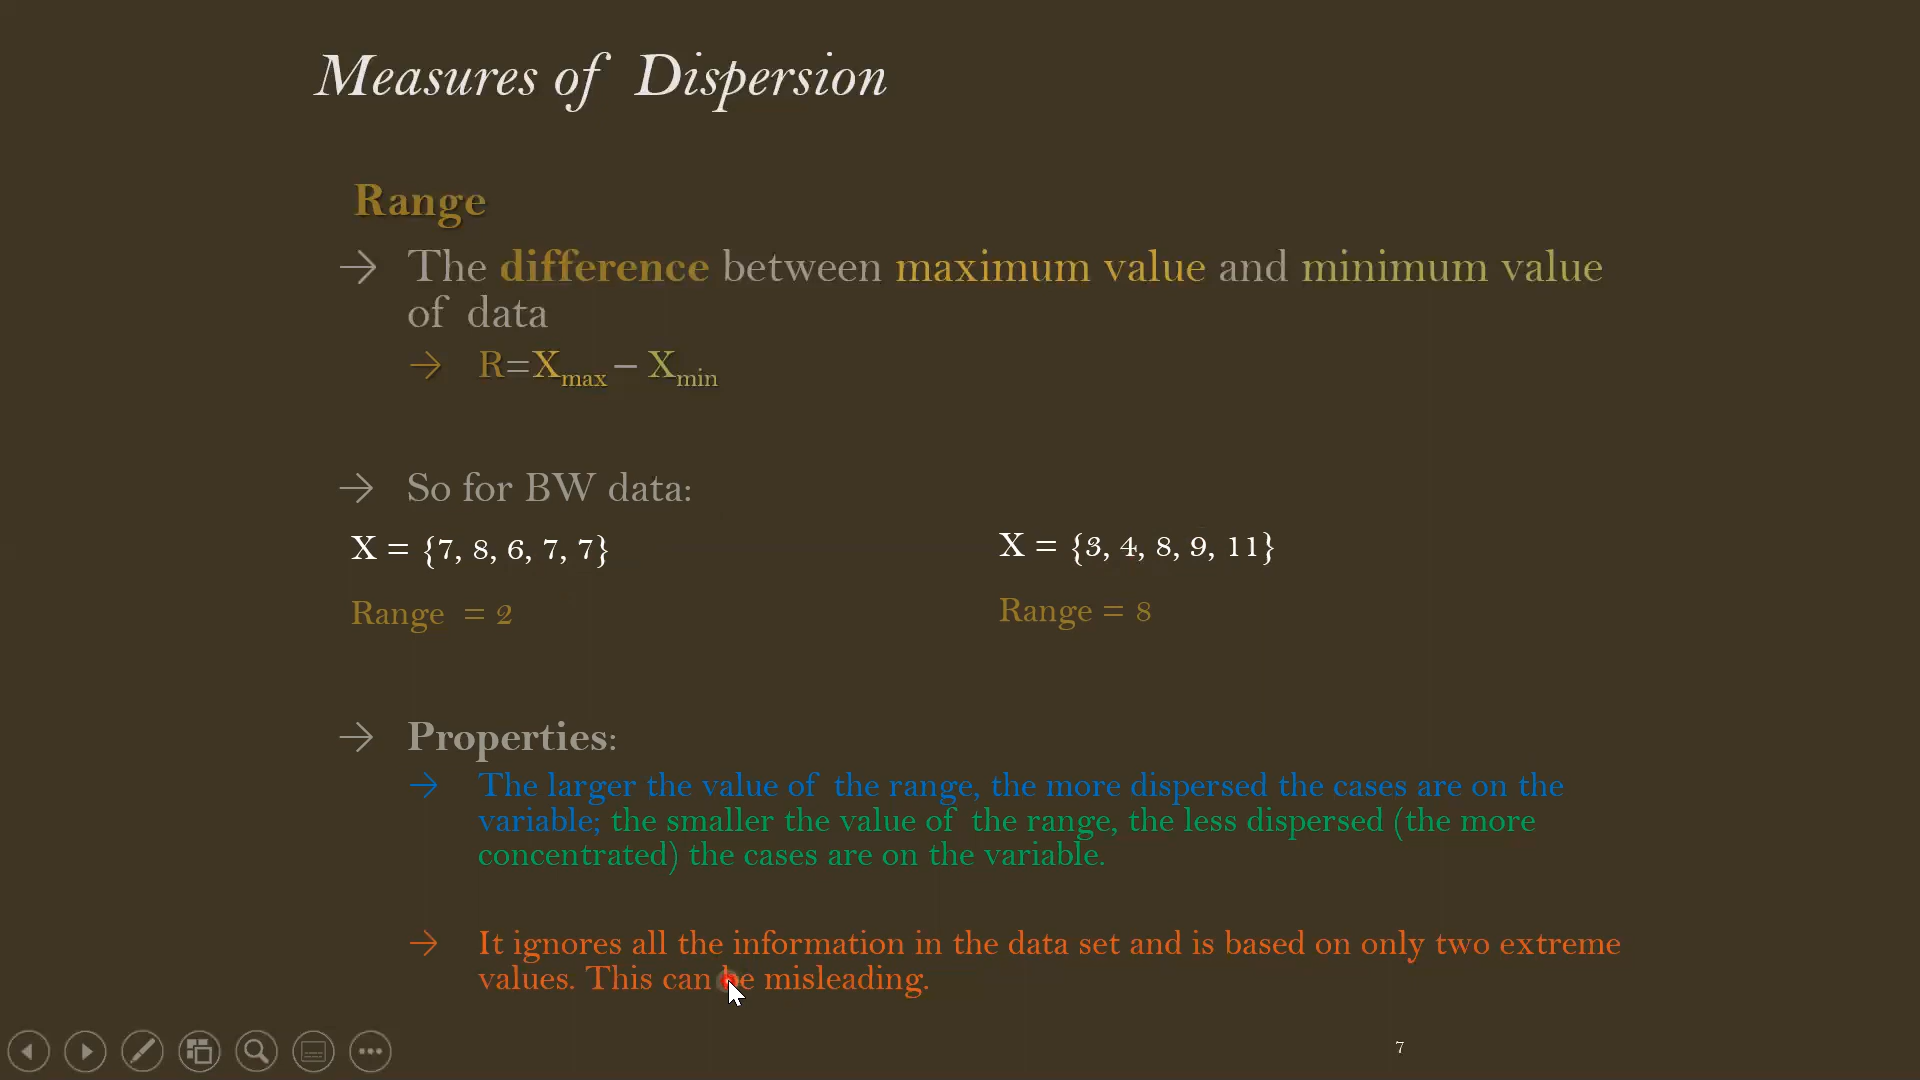 Measures of Dispersion
Range
→ The difference between maximum value and minimum value
of data
→ R=Xmax – Xmin
→ So for BW data:
X = {7, 8, 6, 7, 7}
X = {3, 4, 8, 9, 11}
Range = 2
Range = 8
→ Properties:
→ The larger the value of the range, the more dispersed the cases are on the
variable; the smaller the value of the range, the less dispersed (the more
concentrated) the cases are on the variable.
→ It ignores all the information in the data set and is based on only two extreme
values. This can be misleading.
7